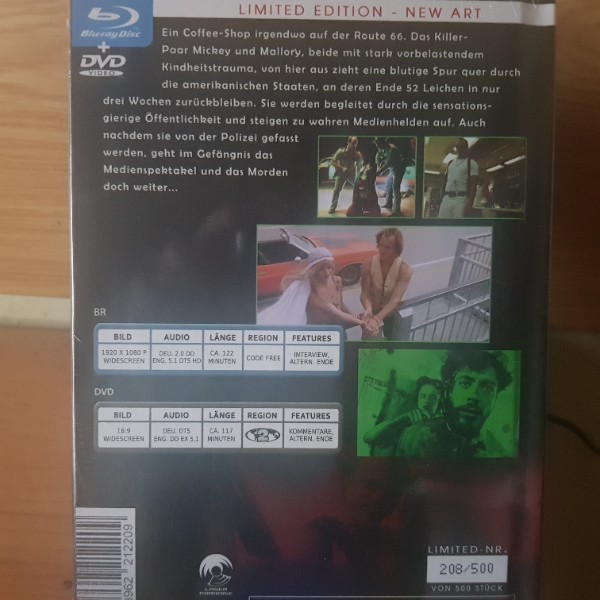 LIMITED EDITION - NEW ART
Blu-ray Disc
+
DVD
VIDEO
Ein Coffee-Shop irgendwo auf der Route 66. Das Killer-
Paar Mickey und Mallory, beide mit stark vorbelastendem
Kindheitstrauma, von hier aus zieht eine blutige Spur quer durch
die amerikanischen Staaten, an deren Ende 52 Leichen in nur
drei Wochen zurückbleiben. Sie werden begleitet durch die sensations-
gierige Öffentlichkeit und steigen zu wahren Medienhelden auf. Auch
nachdem sie von der Polizei gefasst
werden, geht im Gefängnis das
Medienspektakel und das Morden
doch weiter...
BR
BILD AUDIO LÄNGE REGION FEATURES
1920 X 1080 P DEU. 2.0 DD CA. 122 CODE FREE INTERVIEW,
WIDESCREEN ENG. 5.1 DTS HD MINUTEN ALTERN. ENDE
DVD
BILD AUDIO LÄNGE REGION FEATURES
16:9 DEU. DTS CA. 117 KOMMENTARE,
WIDESCREEN ENG. DD EX 5.1 MINUTEN ALTERN. ENDE
8962 212209
LASER
PARADISE
LIMITED-NR.
208/500
VON 500 STÜCK